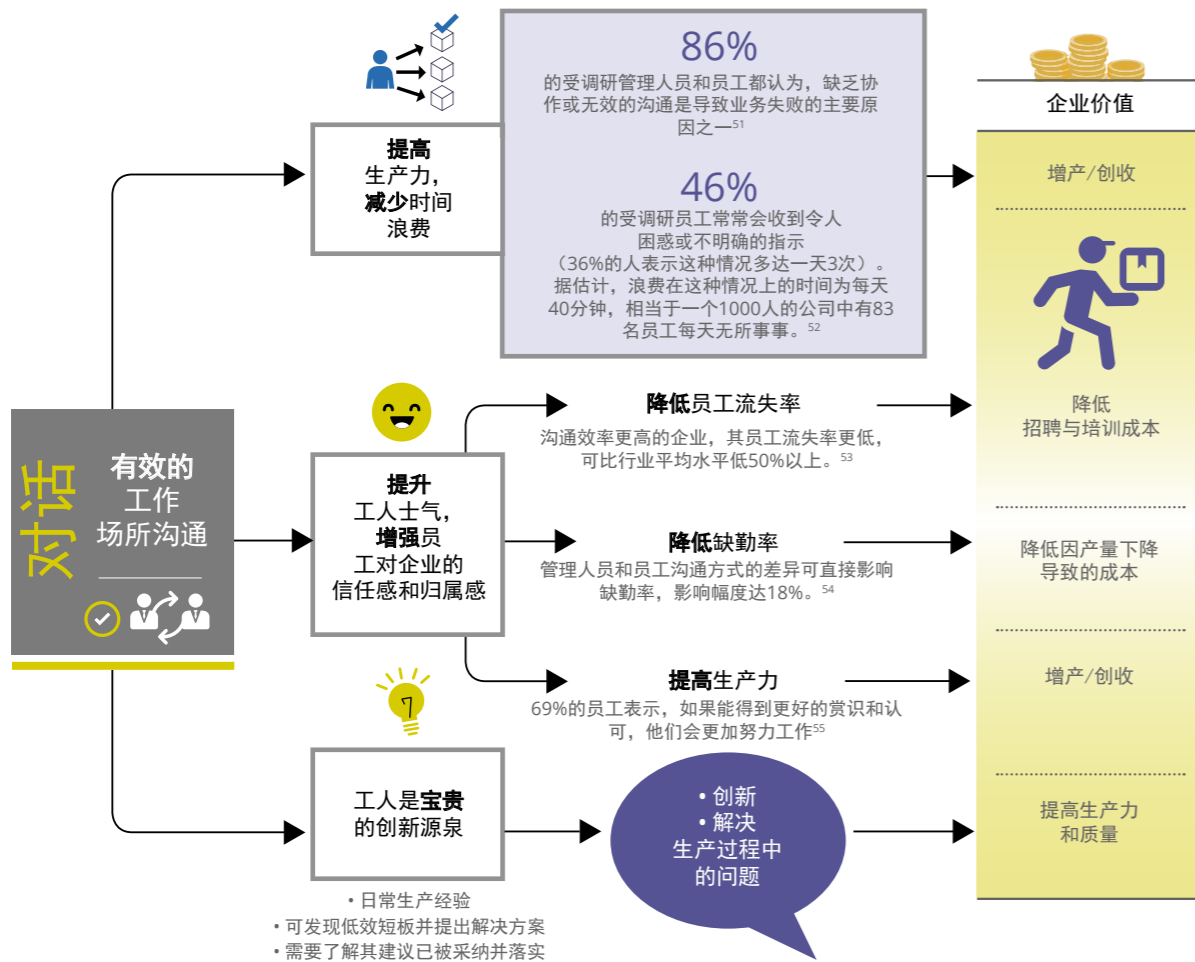 对话
有效的
工作
场所沟通
提高
生产力，
减少时间
浪费
86%
的受调研管理人员和员工都认为，缺乏协
作或无效的沟通是导致业务失败的主要原
因之一51
46%
的受调研员工常常会收到令人
困惑或不明确的指示
（36%的人表示这种情况多达一天3次）。
据估计，浪费在这种情况上的时间为每天
40分钟，相当于一个1000人的公司中有83
名员工每天无所事事。52
提升
工人士气，
增强员
工对企业的
信任感和归属感
降低员工流失率
沟通效率更高的企业，其员工流失率更低，
可比行业平均水平低50%以上。53
降低缺勤率
管理人员和员工沟通方式的差异可直接影响
缺勤率，影响幅度达18%。54
提高生产力
69%的员工表示，如果能得到更好的赏识和认
可，他们会更加努力工作55
工人是宝贵
的创新源泉
• 日常生产经验
• 可发现低效短板并提出解决方案
• 需要了解其建议已被采纳并落实
• 创新
• 解决
生产过程中
的问题
企业价值
增产/创收
降低
招聘与培训成本
降低因产量下降
导致的成本
增产/创收
提高生产力
和质量